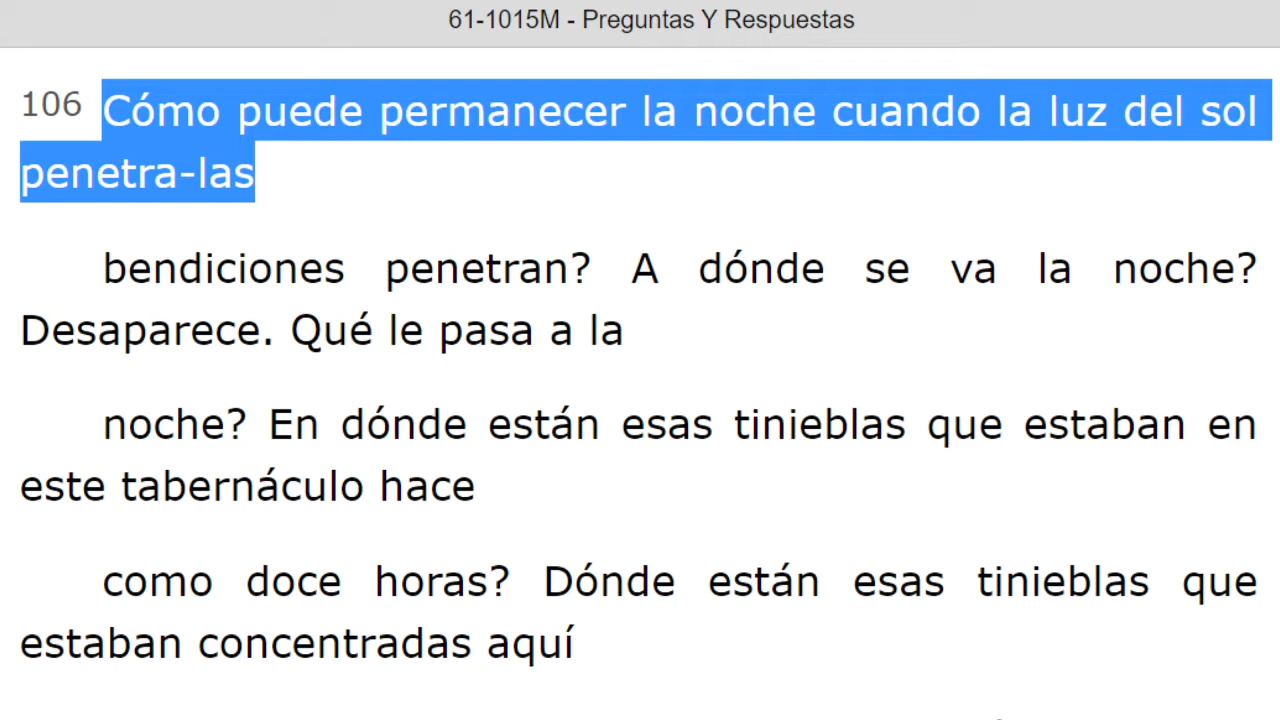 61-1015M - Preguntas Y Respuestas
106 Cómo puede permanecer la noche cuando la luz del sol
penetra-las
bendiciones penetran? A dónde se va la noche?
Desaparece. Qué le pasa a la
noche? En dónde están esas tinieblas que estaban en
este tabernáculo hace
como doce horas? Dónde están esas tinieblas que
estaban concentradas aquí